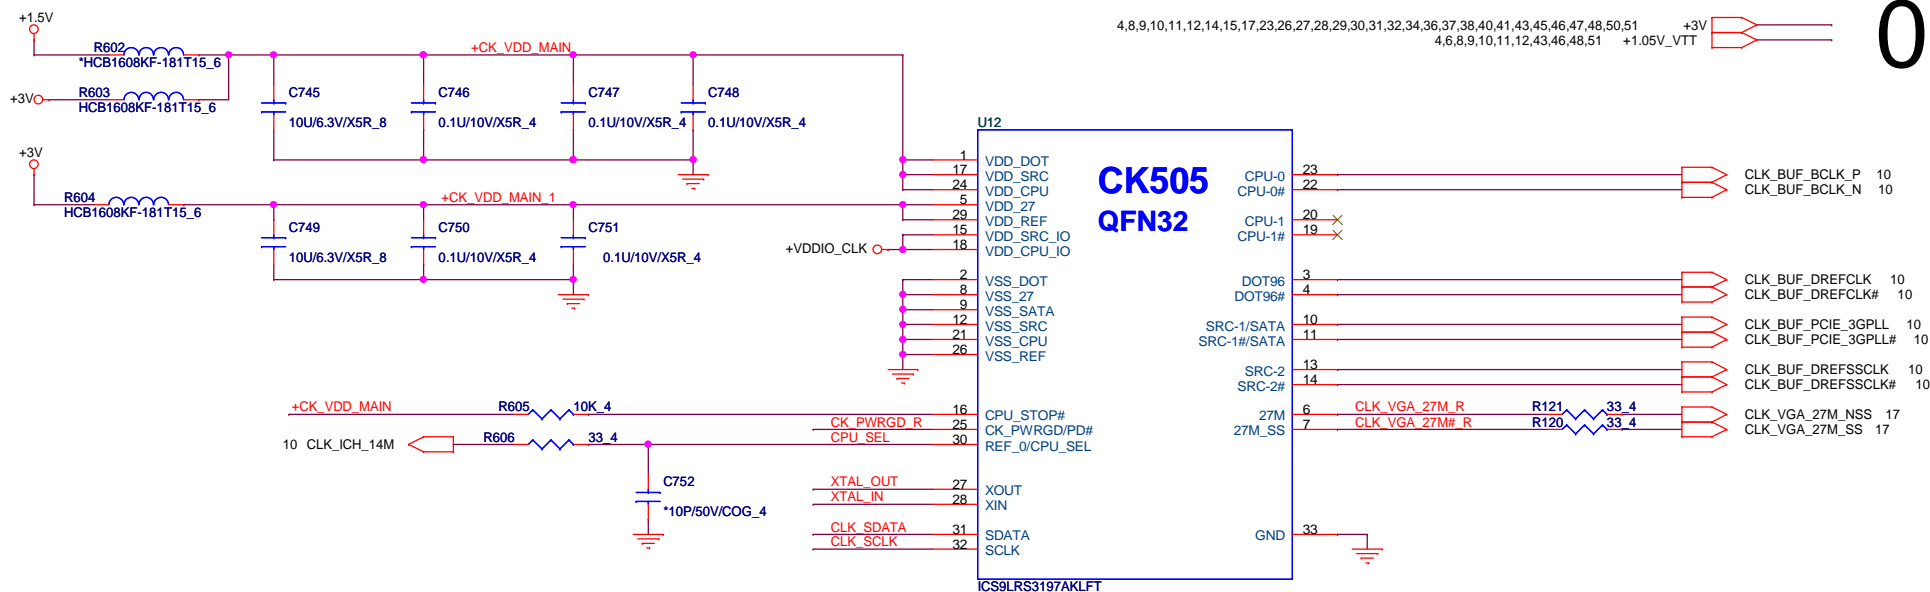 +1.5V
R602
*HCB1608KF-181T15_6
+CK_VDD_MAIN
4,8,9,10,11,12,14,15,17,23,26,27,28,29,30,31,32,34,36,37,38,40,41,43,45,46,47,48,50,51 +3V
4,6,8,9,10,11,12,43,46,48,51 +1.05V_VTT
0
+3V
R603
HCB1608KF-181T15_6
C745
10U/6.3V/X5R_8
C746
0.1U/10V/X5R_4
C747
0.1U/10V/X5R_4
C748
0.1U/10V/X5R_4
+3V
R604
HCB1608KF-181T15_6
+CK_VDD_MAIN_1
C749
10U/6.3V/X5R_8
C750
0.1U/10V/X5R_4
C751
0.1U/10V/X5R_4
+VDDIO_CLK
U12
CK505
QFN32
1 VDD_DOT
17 VDD_SRC
24 VDD_CPU
5 VDD_27
29 VDD_REF
15 VDD_SRC_IO
18 VDD_CPU_IO
2 VSS_DOT
8 VSS_27
9 VSS_SATA
12 VSS_SRC
21 VSS_CPU
26 VSS_REF
+CK_VDD_MAIN R605 10K_4 16 CPU_STOP#
CK_PWRGD_R 25 CK_PWRGD/PD#
10 CLK_ICH_14M R606 33_4 CPU_SEL 30 REF_0/CPU_SEL
C752
*10P/50V/COG_4
XTAL_OUT 27 XOUT
XTAL_IN 28 XIN
CLK_SDATA 31 SDATA
CLK_SCLK 32 SCLK
CPU-0 23 CLK_BUF_BCLK_P 10
CPU-0# 22 CLK_BUF_BCLK_N 10
CPU-1 20
CPU-1# 19
DOT96 3 CLK_BUF_DREFCLK 10
DOT96# 4 CLK_BUF_DREFCLK# 10
SRC-1/SATA 10 CLK_BUF_PCIE_3GPLL 10
SRC-1#/SATA 11 CLK_BUF_PCIE_3GPLL# 10
SRC-2 13 CLK_BUF_DREFSSCLK 10
SRC-2# 14 CLK_BUF_DREFSSCLK# 10
27M 6 CLK_VGA_27M_R R121 33_4 CLK_VGA_27M_NSS 17
27M_SS 7 CLK_VGA_27M#_R R120 33_4 CLK_VGA_27M_SS 17
GND 33
ICS9LRS3197AKLFT